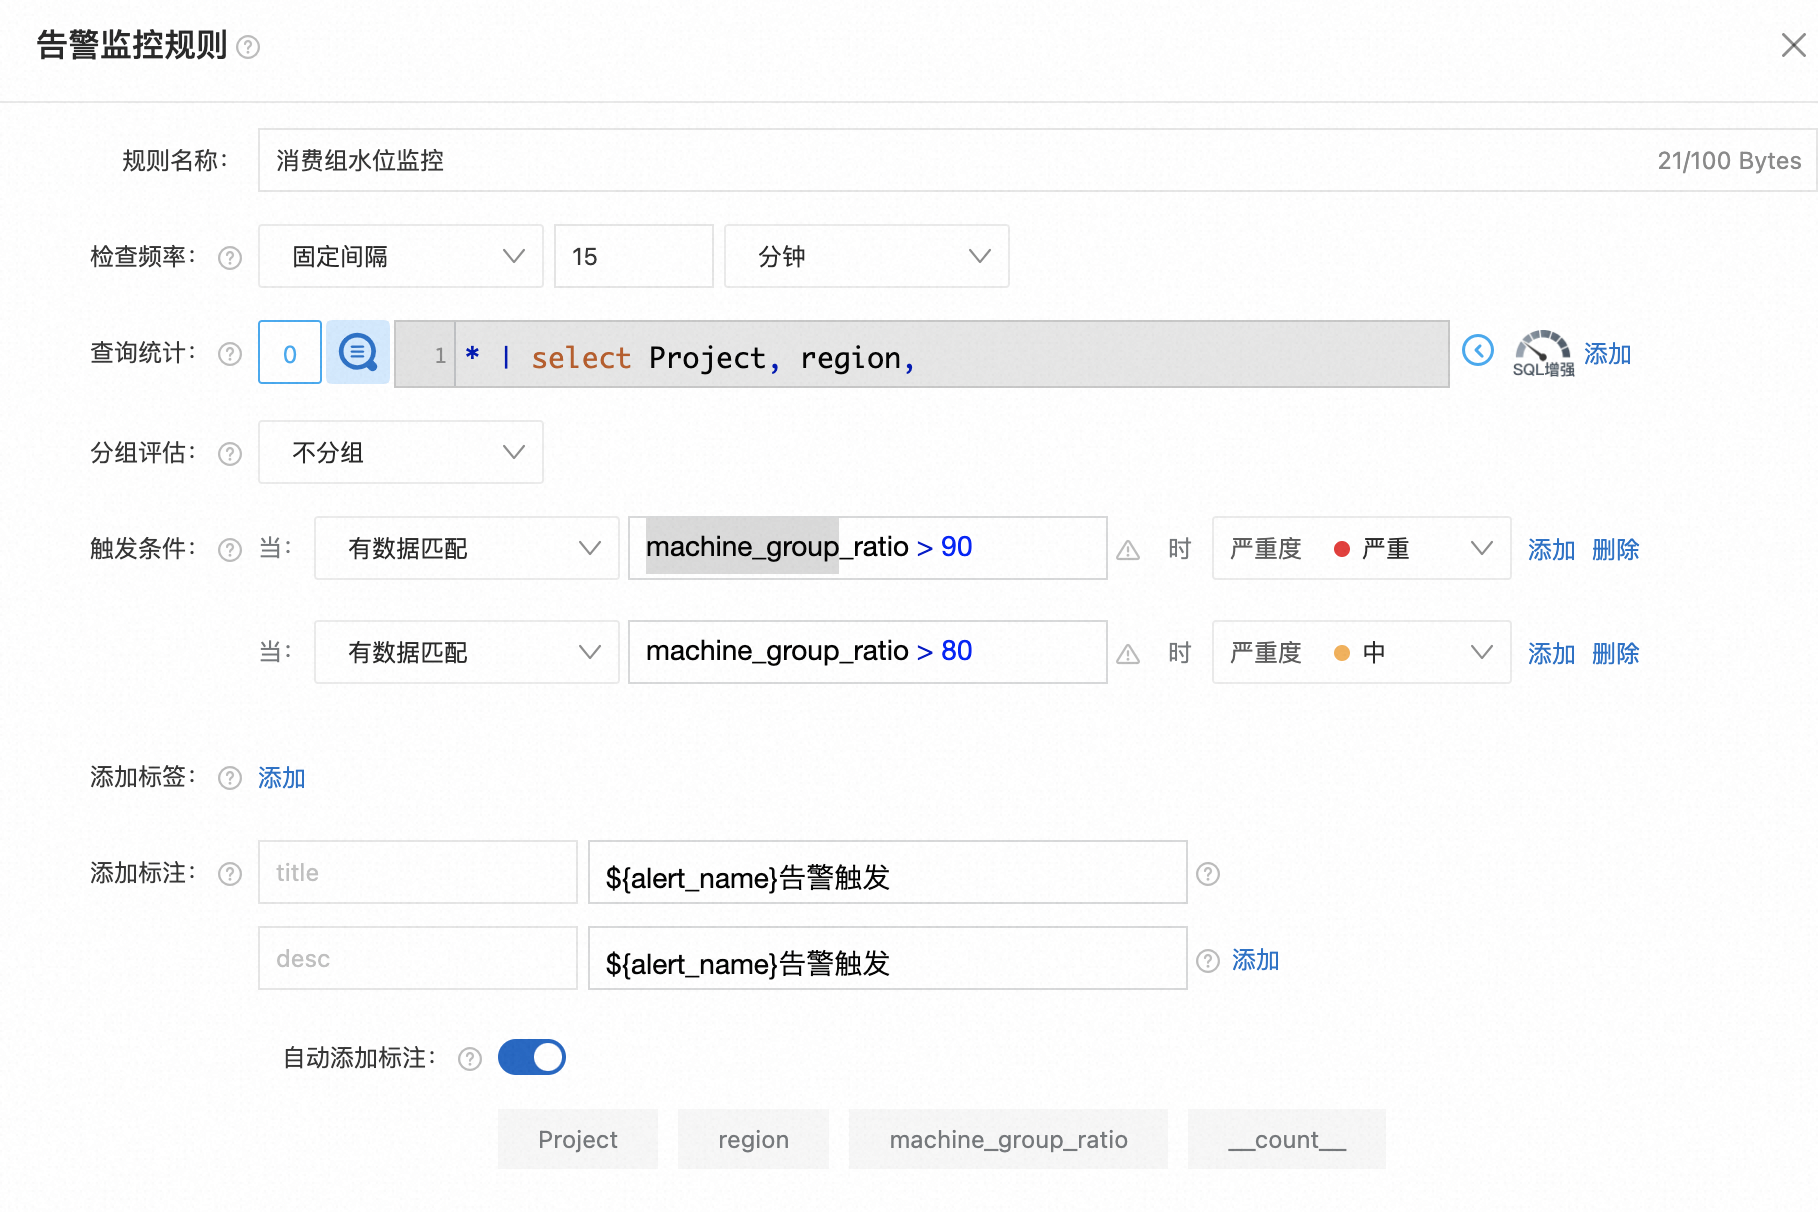 告警监控规则
规则名称： 消费组水位监控 21/100 Bytes
检查频率： 固定间隔 15 分钟
查询统计： 0 1 * | select Project, region, SQL增强 添加
分组评估： 不分组
触发条件： 当： 有数据匹配 machine_group_ratio > 90 时 严重度 严重 添加 删除
当： 有数据匹配 machine_group_ratio > 80 时 严重度 中 添加 删除
添加标签： 添加
添加标注： title ${alert_name}告警触发
desc ${alert_name}告警触发 添加
自动添加标注：
Project region machine_group_ratio __count__